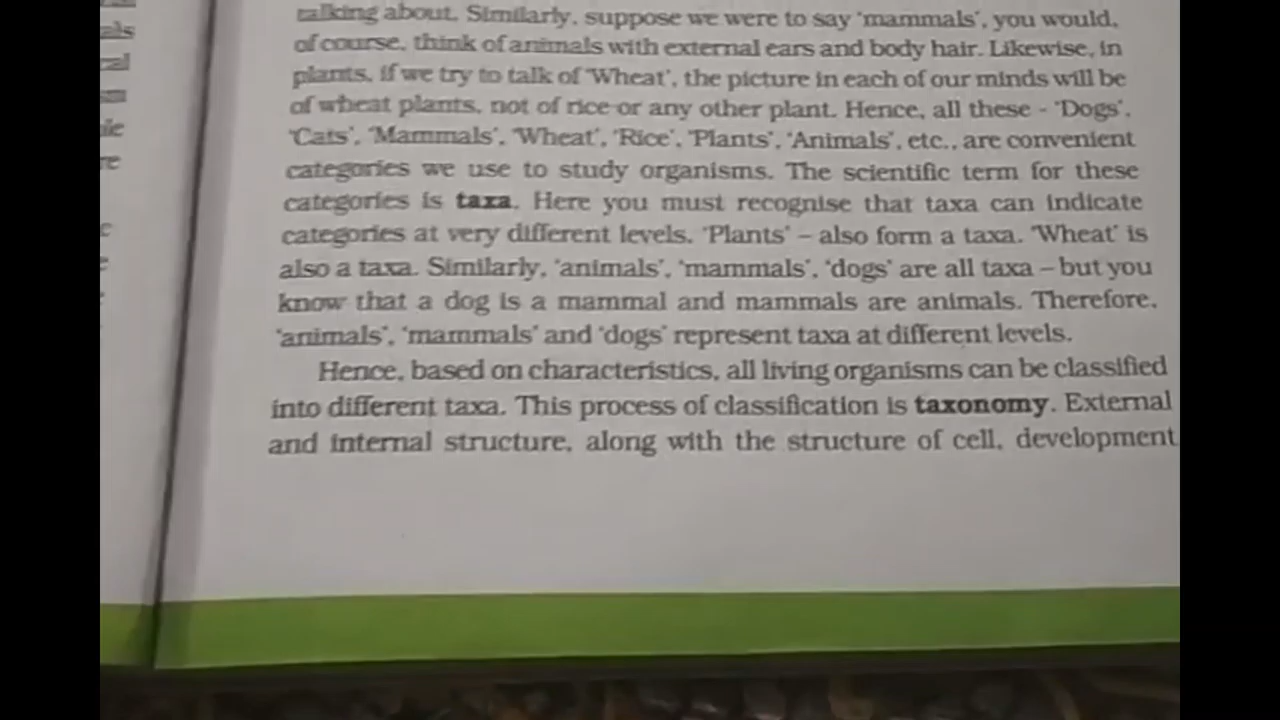 talking about. Similarly, suppose we were to say 'mammals', you would,
of course, think of animals with external ears and body hair. Likewise, in
plants, if we try to talk of 'Wheat', the picture in each of our minds will be
of wheat plants, not of rice or any other plant. Hence, all these - 'Dogs',
'Cats', 'Mammals', 'Wheat', 'Rice', 'Plants', 'Animals', etc., are convenient
categories we use to study organisms. The scientific term for these
categories is taxa. Here you must recognise that taxa can indicate
categories at very different levels. 'Plants' – also form a taxa. 'Wheat' is
also a taxa. Similarly, 'animals', 'mammals', 'dogs' are all taxa – but you
know that a dog is a mammal and mammals are animals. Therefore,
'animals', 'mammals' and 'dogs' represent taxa at different levels.
Hence, based on characteristics, all living organisms can be classified
into different taxa. This process of classification is taxonomy. External
and internal structure, along with the structure of cell, development